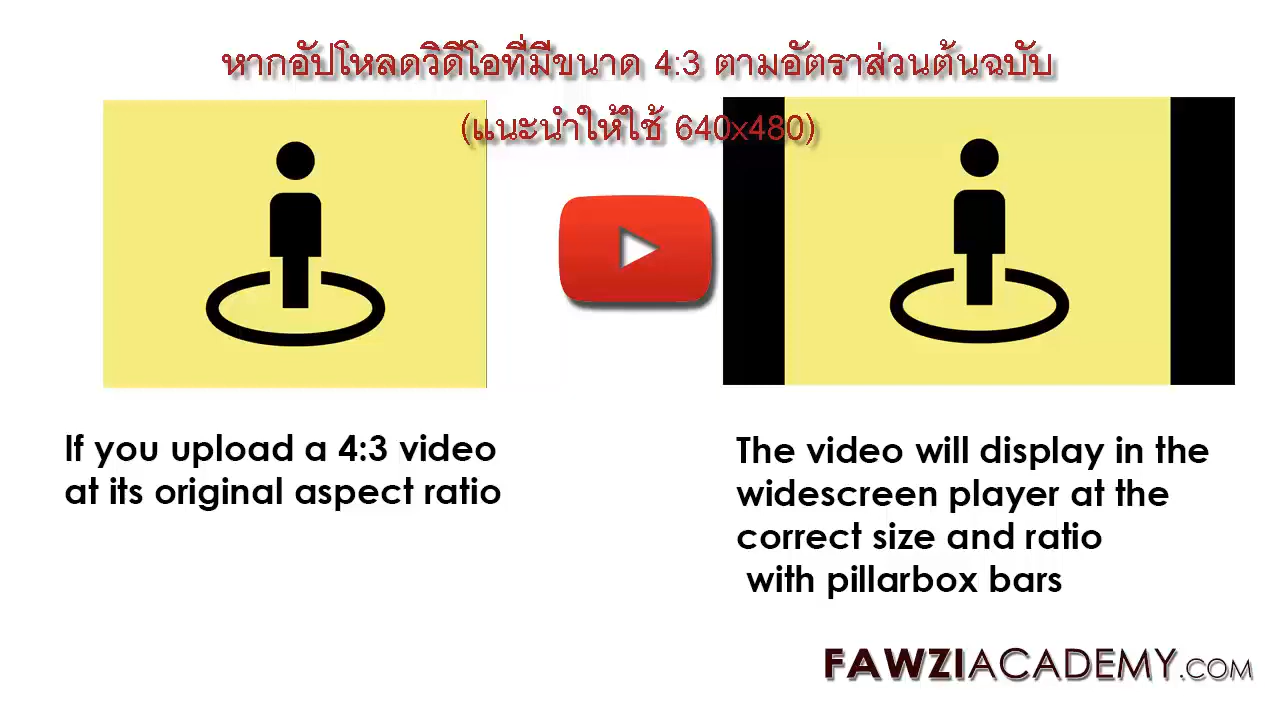 หากอัปโหลดวิดีโอที่มีขนาด 4:3 ตามอัตราส่วนต้นฉบับ
(แนะนำให้ใช้ 640x480)
If you upload a 4:3 video
at its original aspect ratio
The video will display in the
widescreen player at the
correct size and ratio
with pillarbox bars
FAWZIACADEMY.COM